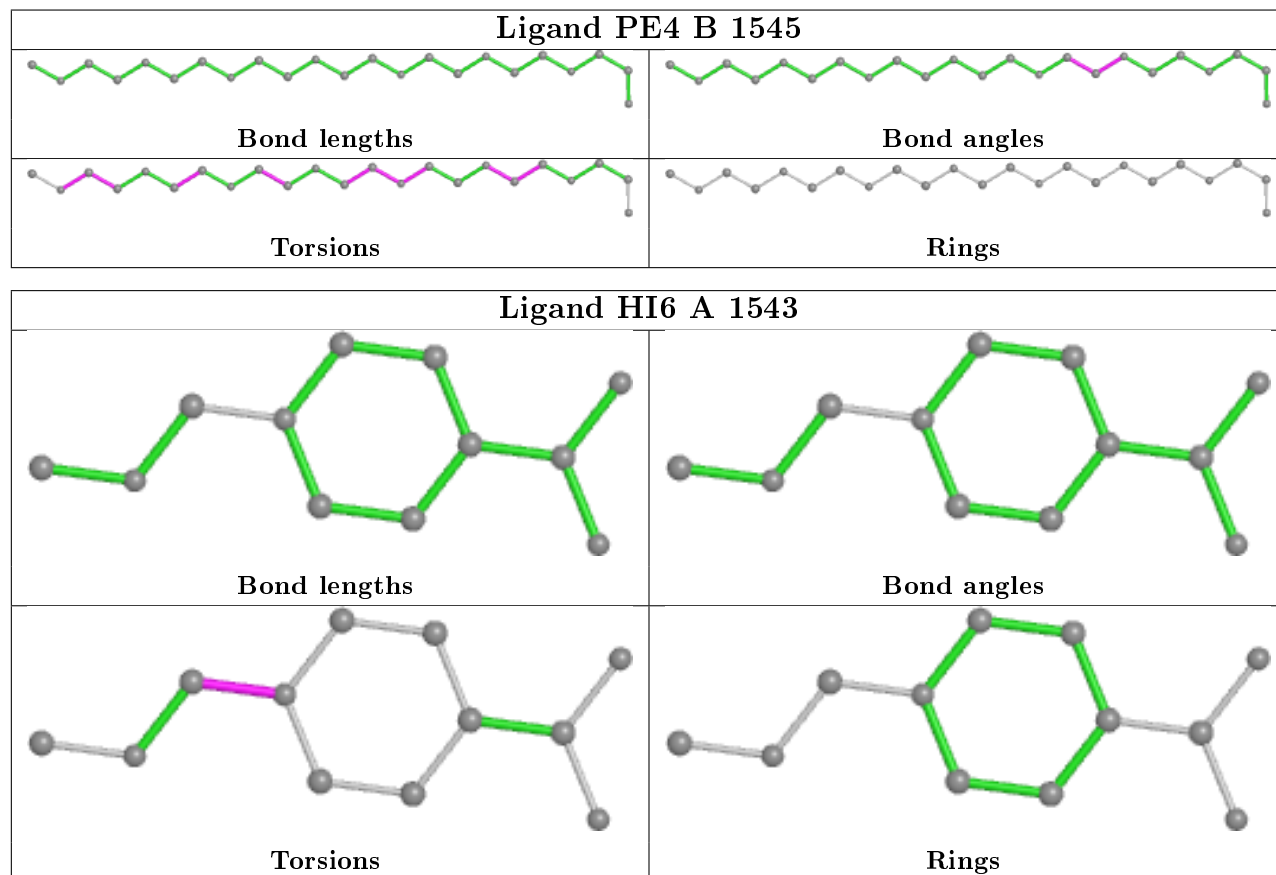 Ligand PE4 B 1545
Bond lengths
Bond angles
Torsions
Rings
Ligand HI6 A 1543
Bond lengths
Bond angles
Torsions
Rings